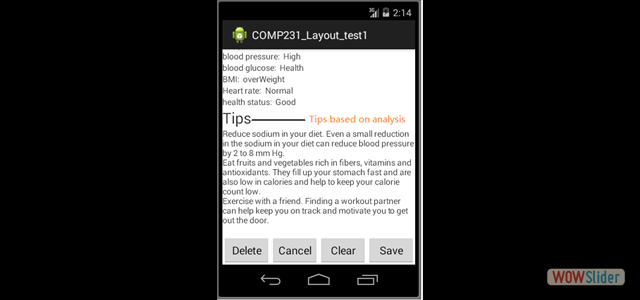 3G 2:14
COMP231_Layout_test1
blood pressure: High
blood glucose: Health
BMI: overWeight
Heart rate: Normal
health status: Good
Tips Tips based on analysis
Reduce sodium in your diet. Even a small reduction
in the sodium in your diet can reduce blood pressure
by 2 to 8 mm Hg.
Eat fruits and vegetables rich in fibers, vitamins and
antioxidants. They fill up your stomach fast and are
also low in calories and help to keep your calorie
count low.
Exercise with a friend. Finding a workout partner
can help keep you on track and motivate you to get
out the door.
Delete Cancel Clear Save
WOWSlider